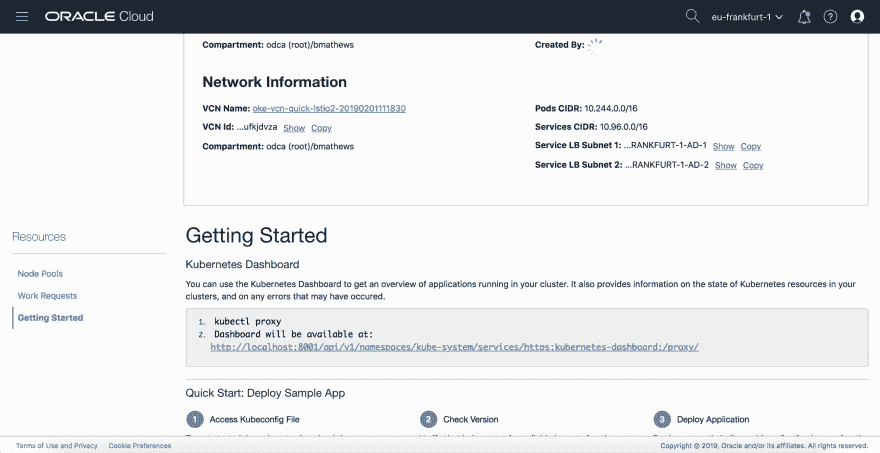 ORACLE Cloud
eu-frankfurt-1
Compartment: odca (root)/bmathews
Created By:
Network Information
VCN Name: oke-vcn-quick-Istio2-20190201111830
Pods CIDR: 10.244.0.0/16
VCN Id: ...ufkjdvza Show Copy
Services CIDR: 10.96.0.0/16
Compartment: odca (root)/bmathews
Service LB Subnet 1: ...RANKFURT-1-AD-1 Show Copy
Service LB Subnet 2: ...RANKFURT-1-AD-2 Show Copy
Resources
Node Pools
Work Requests
Getting Started
Getting Started
Kubernetes Dashboard
You can use the Kubernetes Dashboard to get an overview of applications running in your cluster. It also provides information on the state of Kubernetes resources in your
clusters, and on any errors that may have occured.
1. kubectl proxy
2. Dashboard will be available at:
http://localhost:8001/api/v1/namespaces/kube-system/services/https:kubernetes-dashboard:/proxy/
Quick Start: Deploy Sample App
1 Access Kubeconfig File
2 Check Version
3 Deploy Application
Terms of Use and Privacy Cookie Preferences
Copyright © 2019, Oracle and/or its affiliates. All rights reserved.